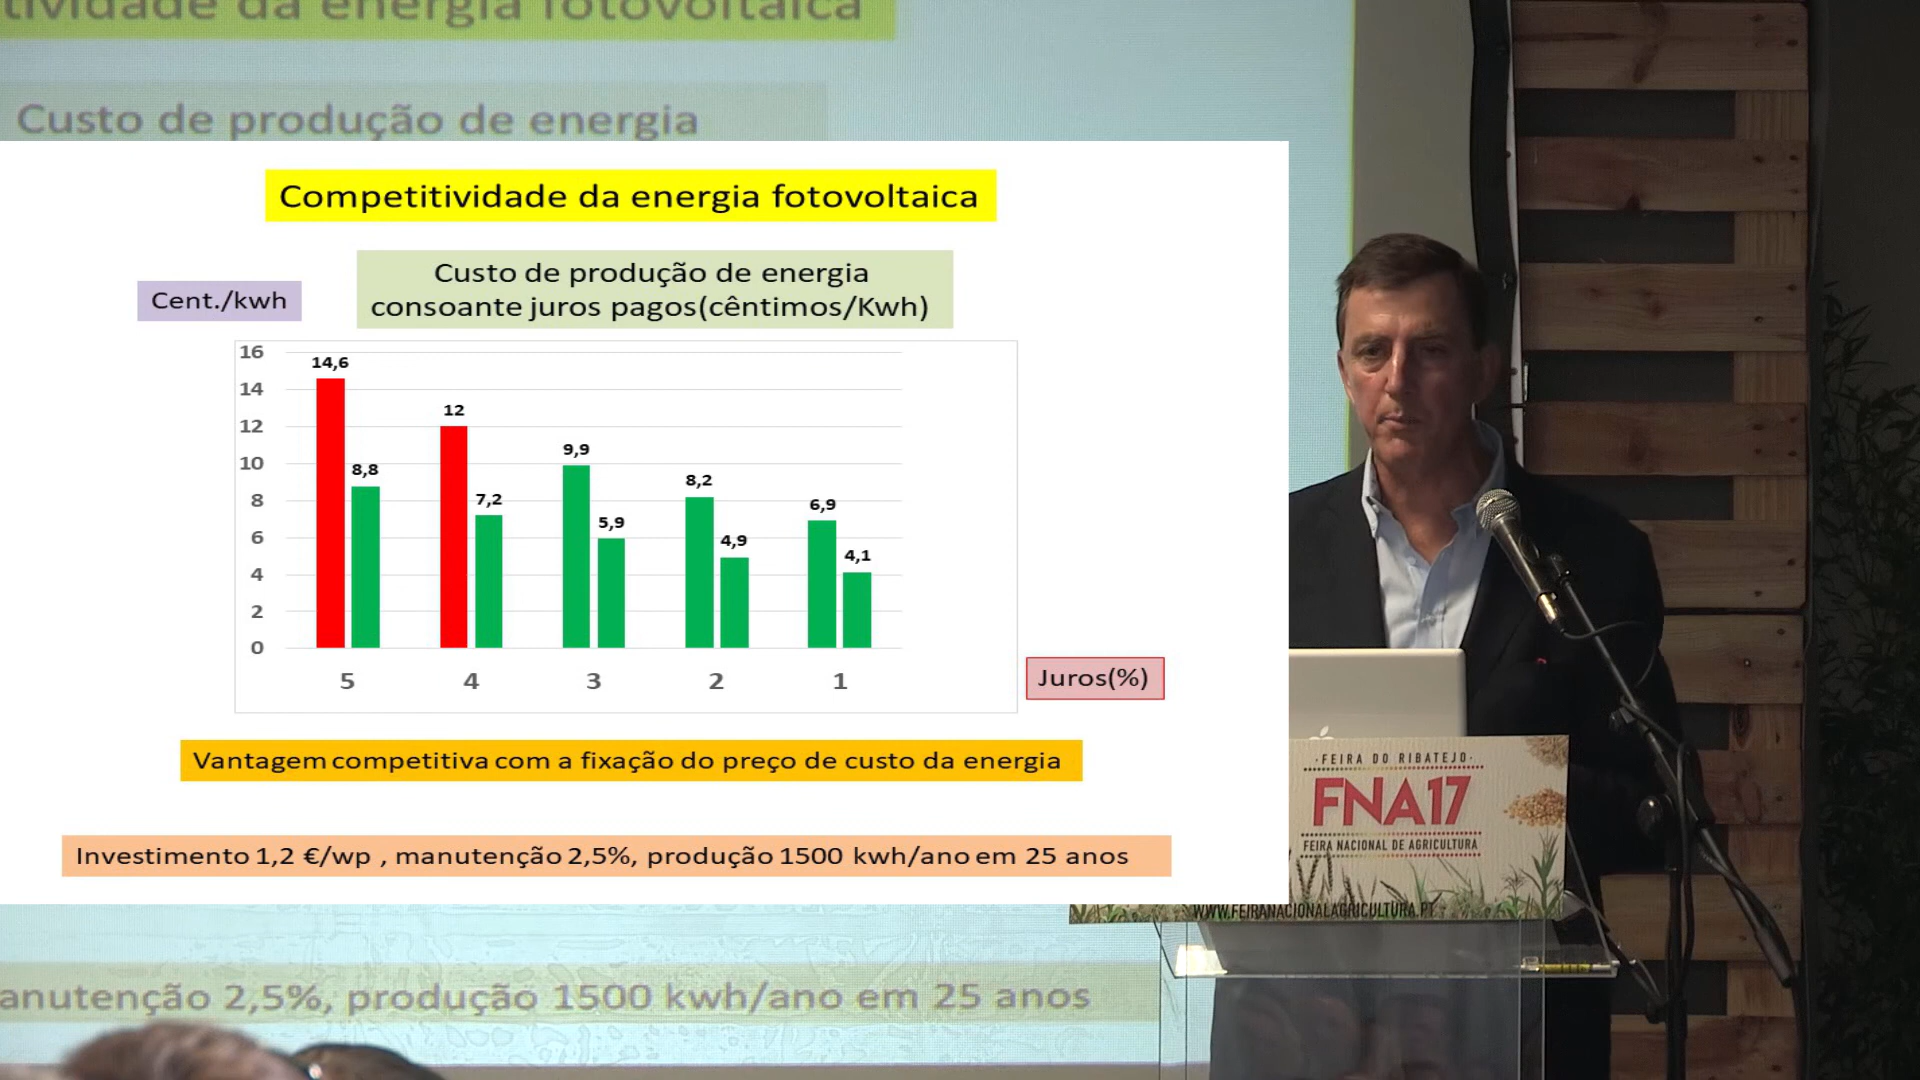 tividade da energia fotovoltaica
Custo de produção de energia
Competitividade da energia fotovoltaica
Custo de produção de energia
consoante juros pagos(cêntimos/Kwh)
Cent./kwh
16
14
12
10
8
6
4
2
0
14,6
8,8
12
7,2
9,9
5,9
8,2
4,9
6,9
4,1
5 4 3 2 1
Juros(%)
Vantagem competitiva com a fixação do preço de custo da energia
Investimento 1,2 €/wp , manutenção 2,5%, produção 1500 kwh/ano em 25 anos
·FEIRA DO RIBATEJO·
FNA17
FEIRA NACIONAL DE AGRICULTURA
WWW.FEIRANACIONALAGRICULTURA.PT
anutenção 2,5%, produção 1500 kwh/ano em 25 anos